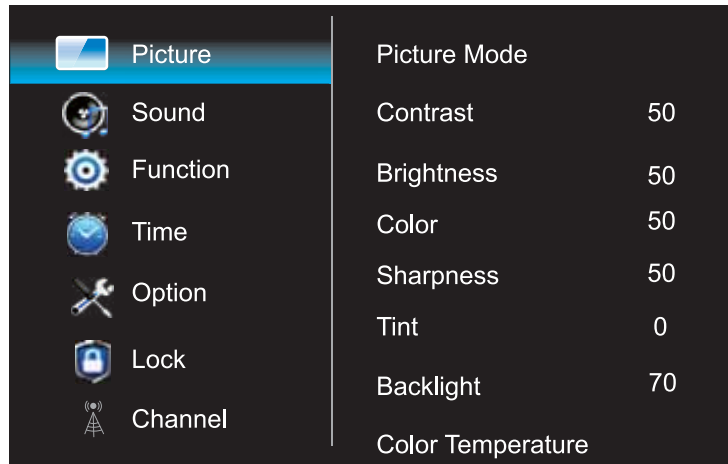 Picture
Sound
Function
Time
Option
Lock
Channel
Picture Mode
Contrast 50
Brightness 50
Color 50
Sharpness 50
Tint 0
Backlight 70
Color Temperature